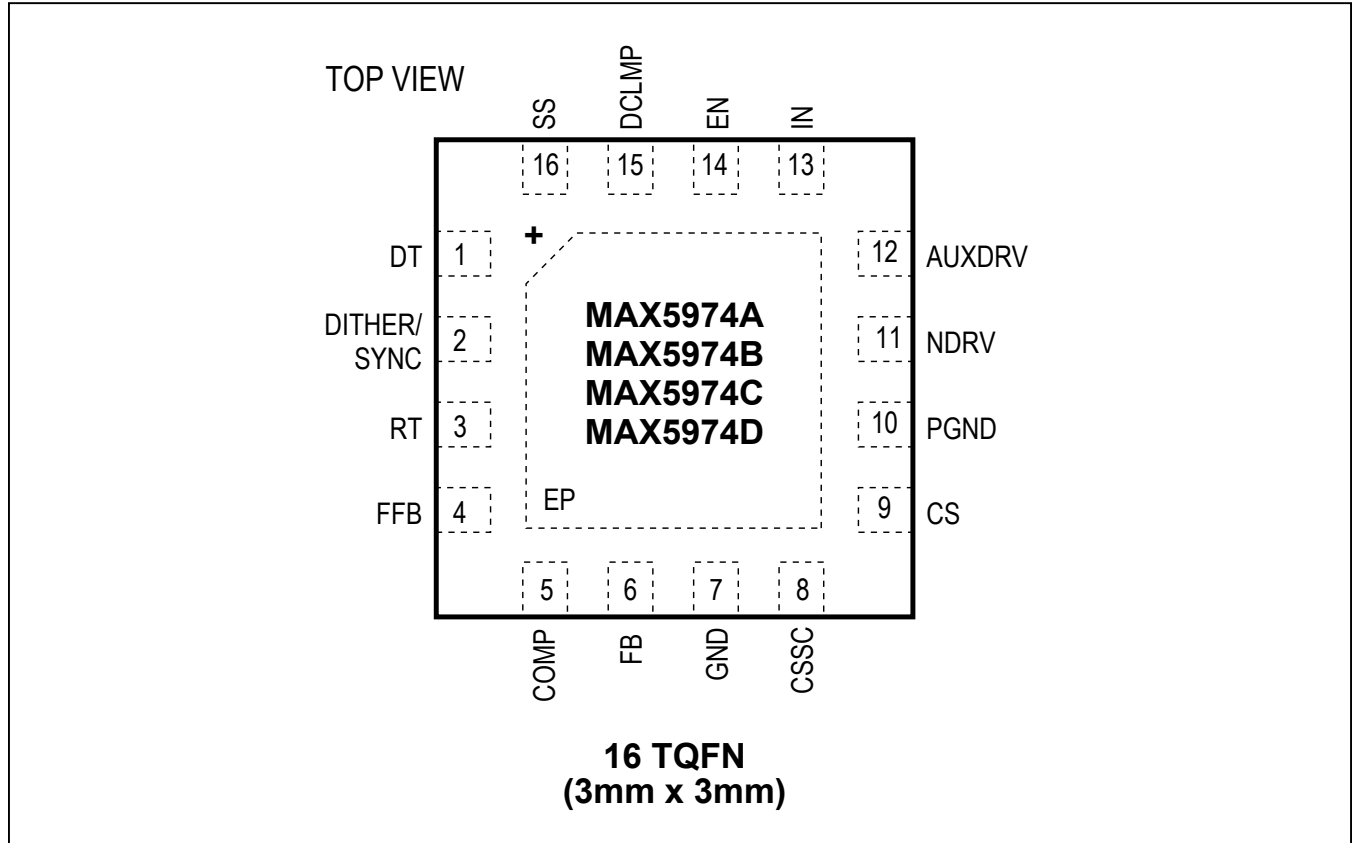 TOP VIEW
SS
DCLMP
EN
IN
16
15
14
13
DT
1
+
12
AUXDRV
DITHER/
SYNC
2
MAX5974A
MAX5974B
MAX5974C
MAX5974D
11
NDRV
RT
3
10
PGND
FFB
4
EP
9
CS
5
6
7
8
COMP
FB
GND
CSSC
16 TQFN
(3mm x 3mm)